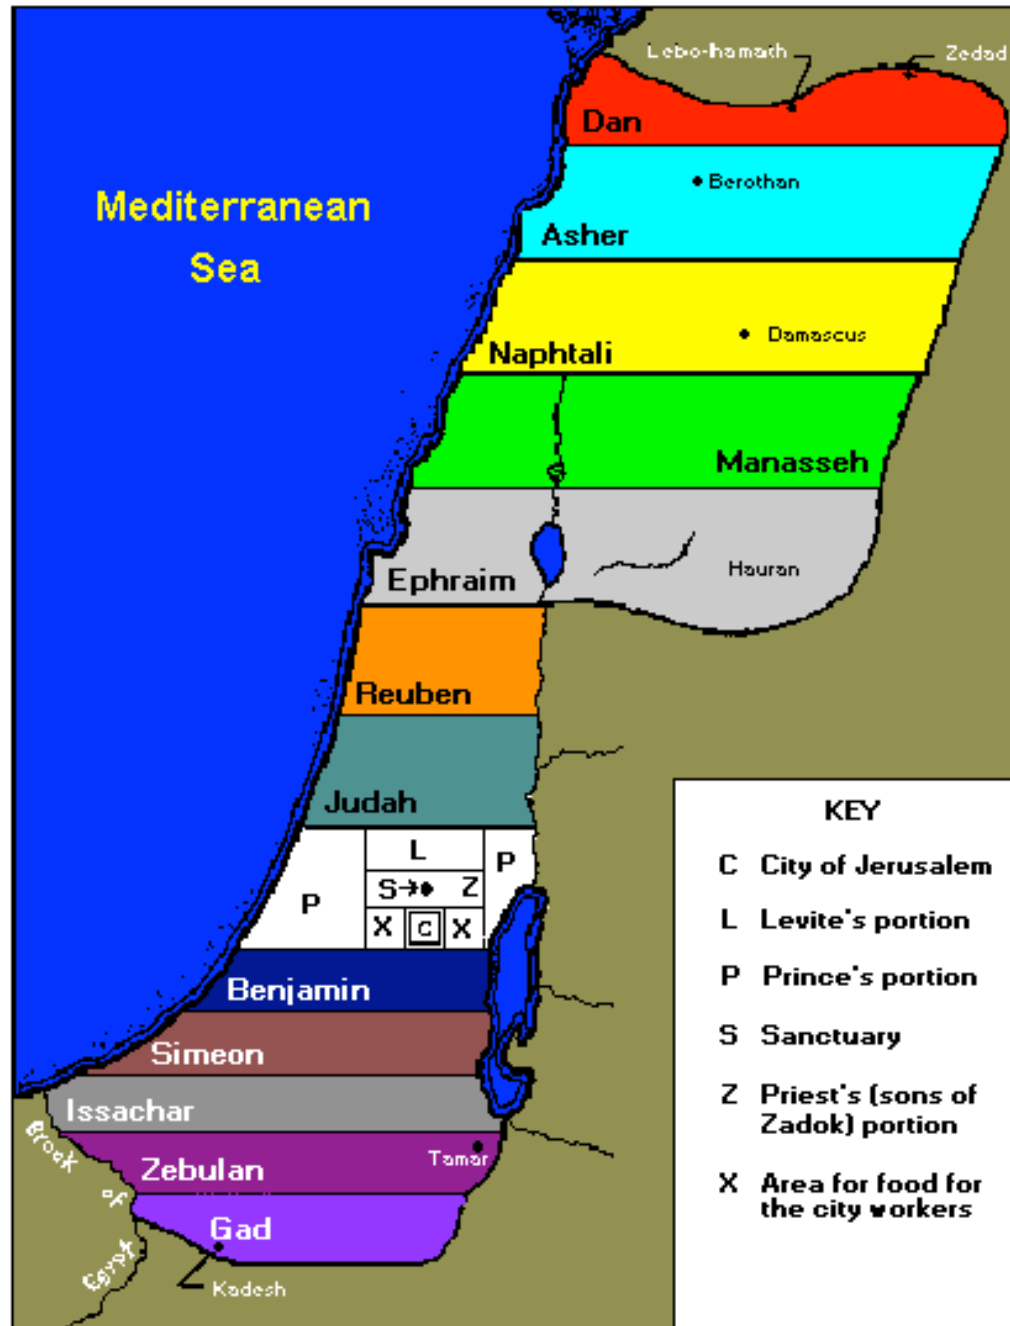 Lebo-hamath
Zedad
Dan
Berothan
Mediterranean
Sea
Asher
Damascus
Naphtali
Manasseh
Ephraim
Hauran
Reuben
Judah
L
P
S
Z
P
X
C
X
Benjamin
Simeon
Issachar
Brook of Egypt
Zebulan
Tamar
Gad
Kadesh
KEY
C City of Jerusalem
L Levite's portion
P Prince's portion
S Sanctuary
Z Priest's (sons of
Zadok) portion
X Area for food for
the city workers